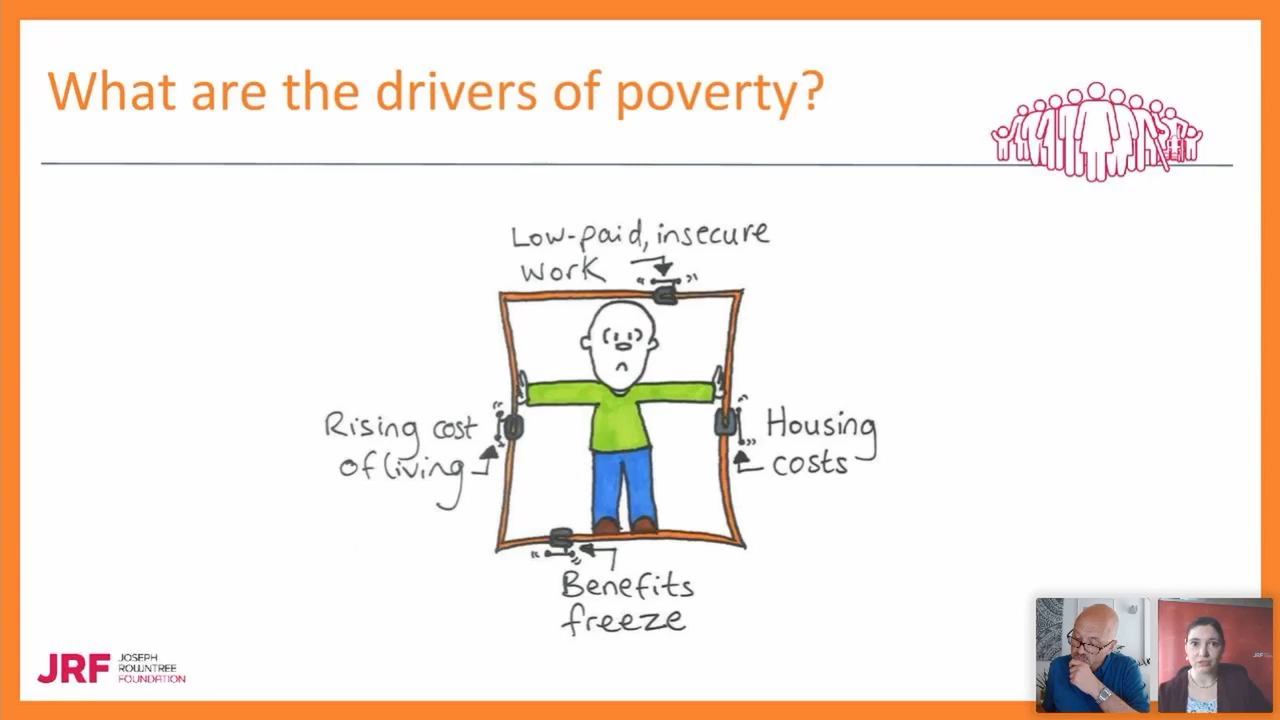 What are the drivers of poverty?
Low-paid, insecure
work
Rising cost
of living
Housing
costs
Benefits
freeze
JRF
JOSEPH
ROWNTREE
FOUNDATION
JRF